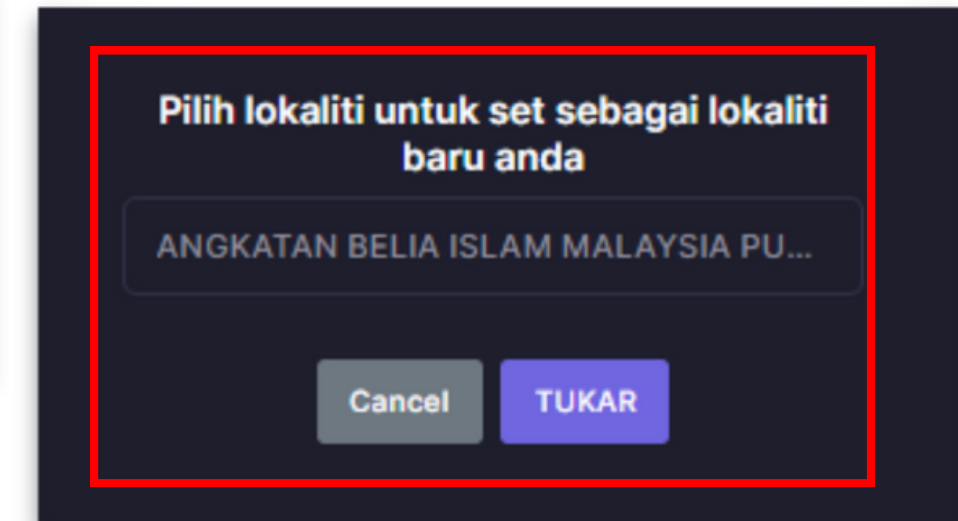 Pilih lokaliti untuk set sebagai lokaliti
baru anda
ANGKATAN BELIA ISLAM MALAYSIA PU...
Cancel
TUKAR